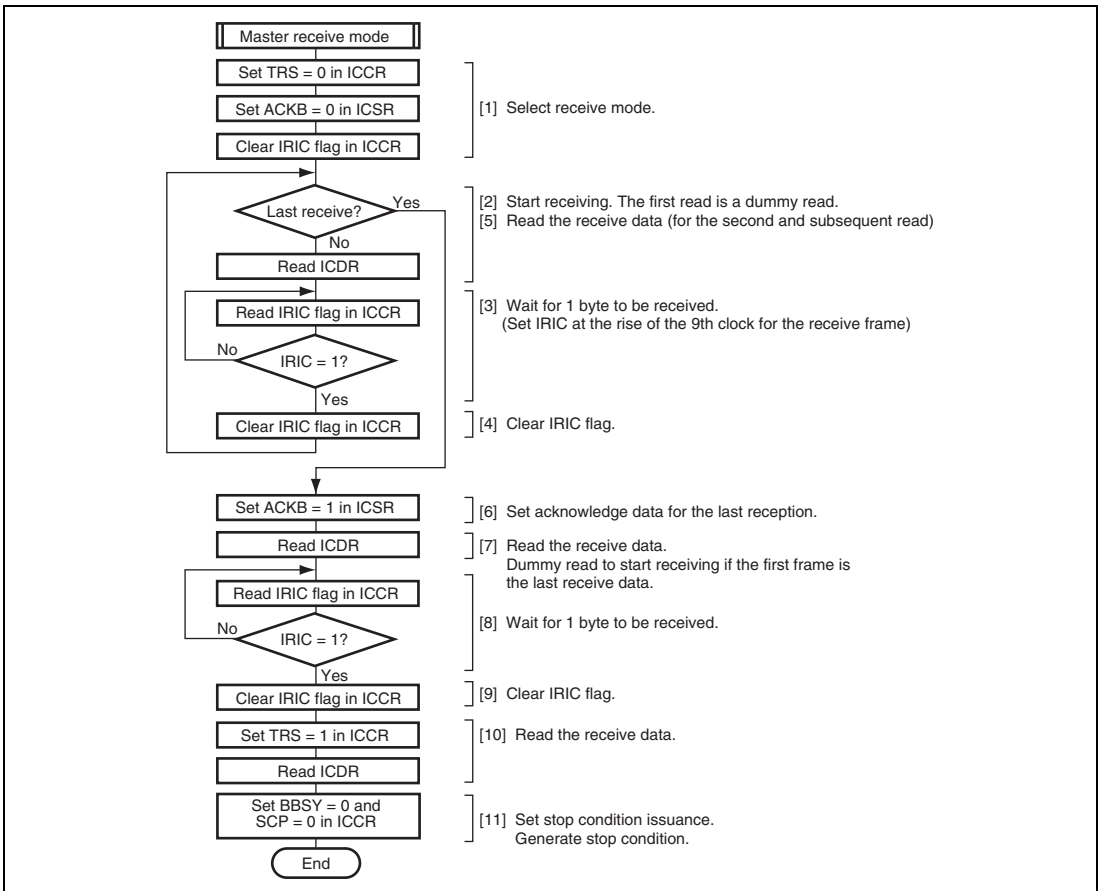 Master receive mode
Set TRS = 0 in ICCR
Set ACKB = 0 in ICSR
[1] Select receive mode.
Clear IRIC flag in ICCR
Last receive?
Yes
[2] Start receiving. The first read is a dummy read.
[5] Read the receive data (for the second and subsequent read)
No
Read ICDR
Read IRIC flag in ICCR
[3] Wait for 1 byte to be received.
(Set IRIC at the rise of the 9th clock for the receive frame)
No
IRIC = 1?
Yes
Clear IRIC flag in ICCR
[4] Clear IRIC flag.
Set ACKB = 1 in ICSR
[6] Set acknowledge data for the last reception.
Read ICDR
[7] Read the receive data.
Dummy read to start receiving if the first frame is
the last receive data.
Read IRIC flag in ICCR
[8] Wait for 1 byte to be received.
No
IRIC = 1?
Yes
Clear IRIC flag in ICCR
[9] Clear IRIC flag.
Set TRS = 1 in ICCR
[10] Read the receive data.
Read ICDR
Set BBSY = 0 and
SCP = 0 in ICCR
[11] Set stop condition issuance.
Generate stop condition.
End